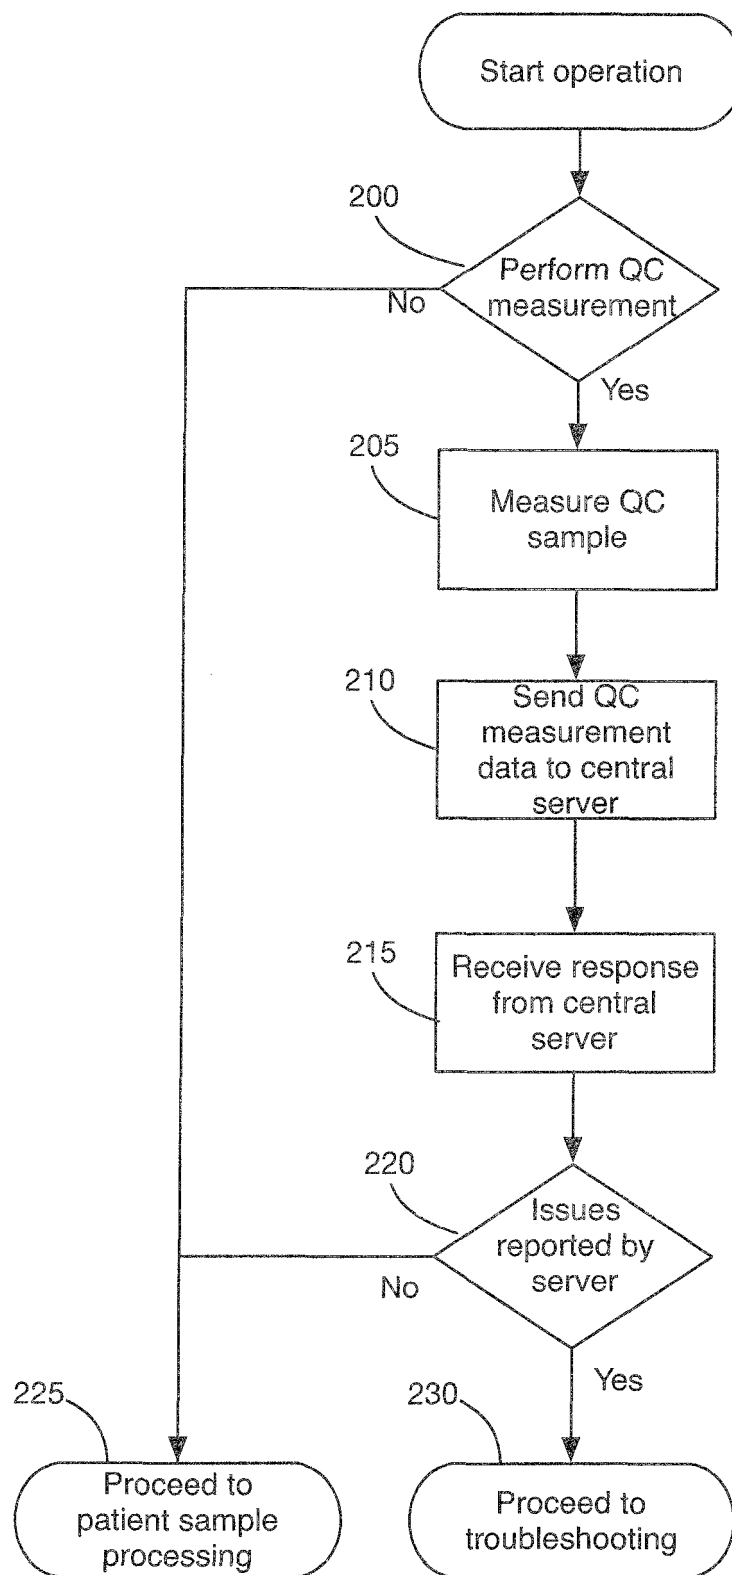 Start operation
200
Perform QC
measurement
No
Yes
205
Measure QC
sample
210
Send QC
measurement
data to central
server
215
Receive response
from central
server
220
Issues
reported by
server
No
Yes
225
Proceed to
patient sample
processing
230
Proceed to
troubleshooting